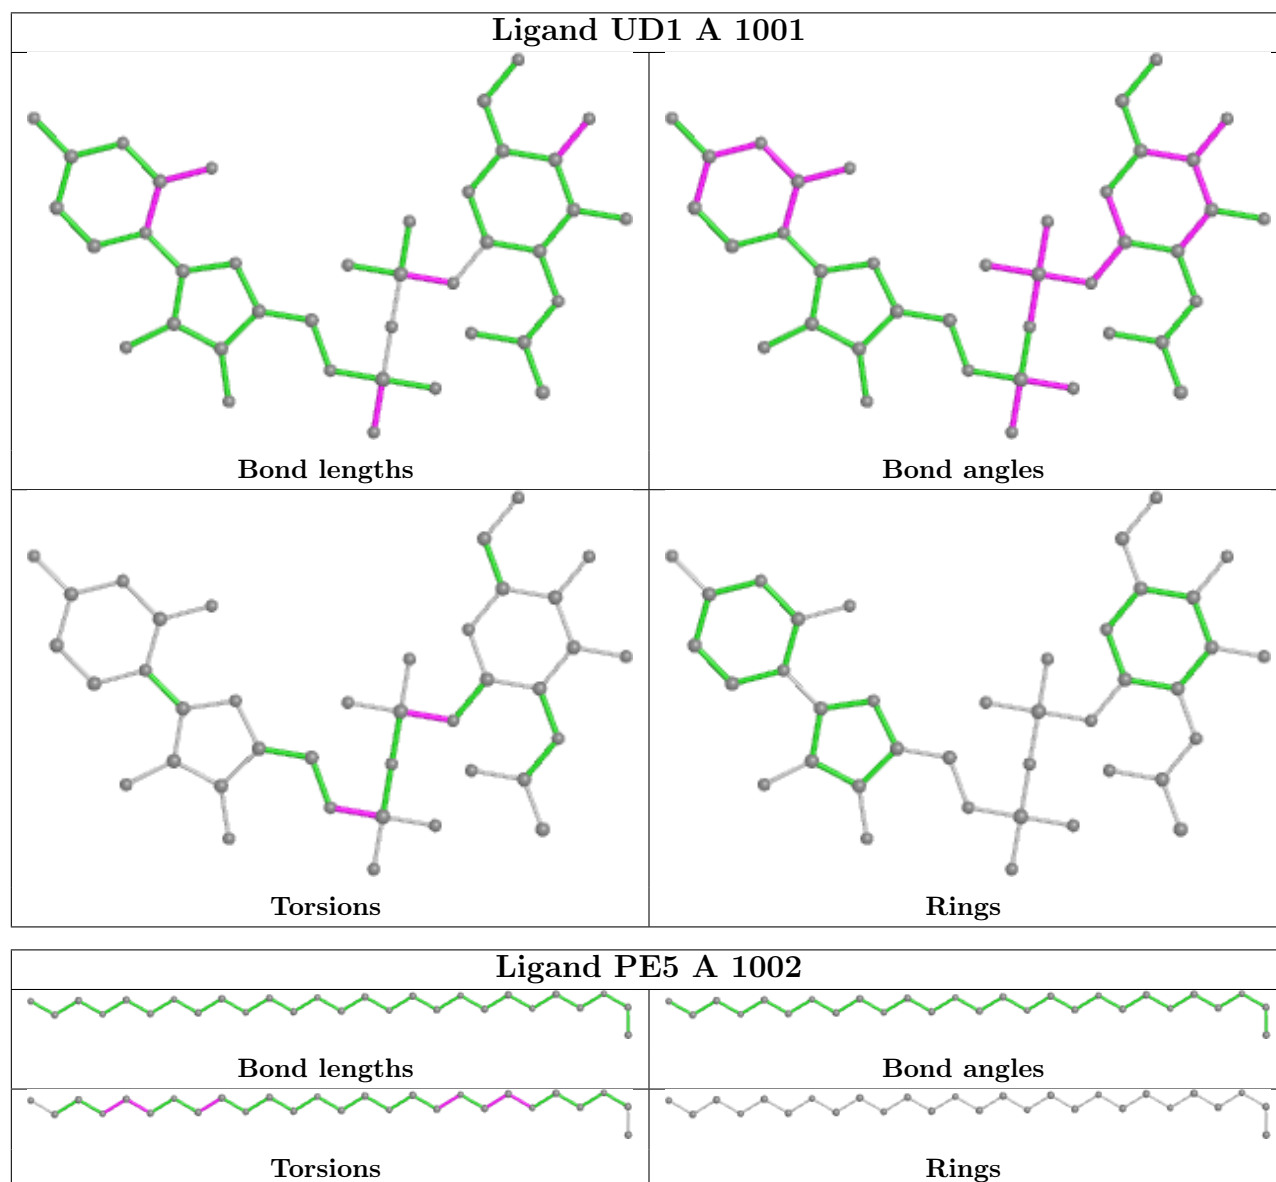 Ligand UD1 A 1001
Bond lengths
Bond angles
Torsions
Rings
Ligand PE5 A 1002
Bond lengths
Bond angles
Torsions
Rings